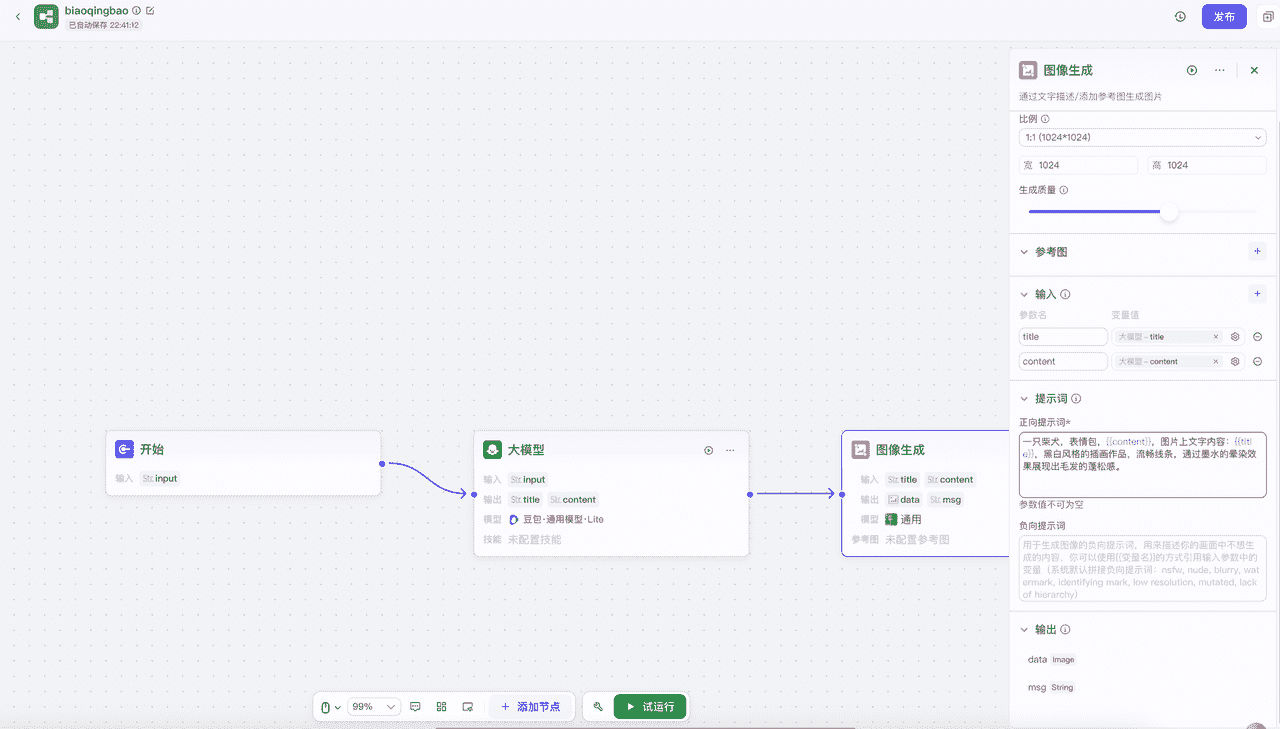 biaoqingbao
已自动保存 22:41:12
发布
开始
输入 Str. input
大模型
输入 Str. input
输出 Str. title Str. content
模型 豆包·通用模型·Lite
技能 未配置技能
图像生成
输入 Str. title Str. content
输出 data Str. msg
模型 通用
参考图 未配置参考图
99%
添加节点
试运行
图像生成
通过文字描述/添加参考图生成图片
比例
1:1 (1024*1024)
宽 1024
高 1024
生成质量
参考图
输入
参数名 变量值
title 大模型 - title
content 大模型 - content
提示词
正向提示词*
一只柴犬，表情包，{{content}}，图片上文字内容：{{titl
e}}，黑白风格的插画作品，流畅线条，通过墨水的晕染效
果展现出毛发的蓬松感。
参数值不可为空
负向提示词
用于生成图像的负向提示词，用来描述你的画面中不想生
成的内容，你可以使用{{变量名}}的方式引用输入参数中的
变量（系统默认拼接负向提示词：nsfw, nude, blurry, wat
ermark, identifying mark, low resolution, mutated, lack
of hierarchy）
输出
data Image
msg String